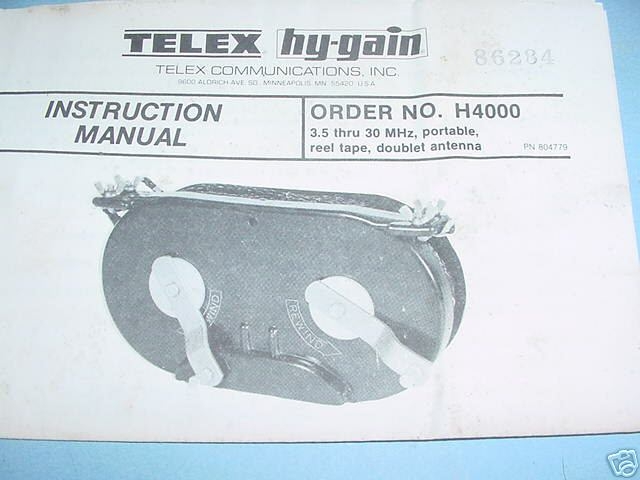 TELEX hy-gain
86284
TELEX COMMUNICATIONS, INC.
9600 ALDRICH AVE. SO., MINNEAPOLIS, MN 55420 U.S.A.
INSTRUCTION MANUAL
ORDER NO. H4000
3.5 thru 30 MHz, portable,
reel tape, doublet antenna
PN 804779
REWIND
REWIND